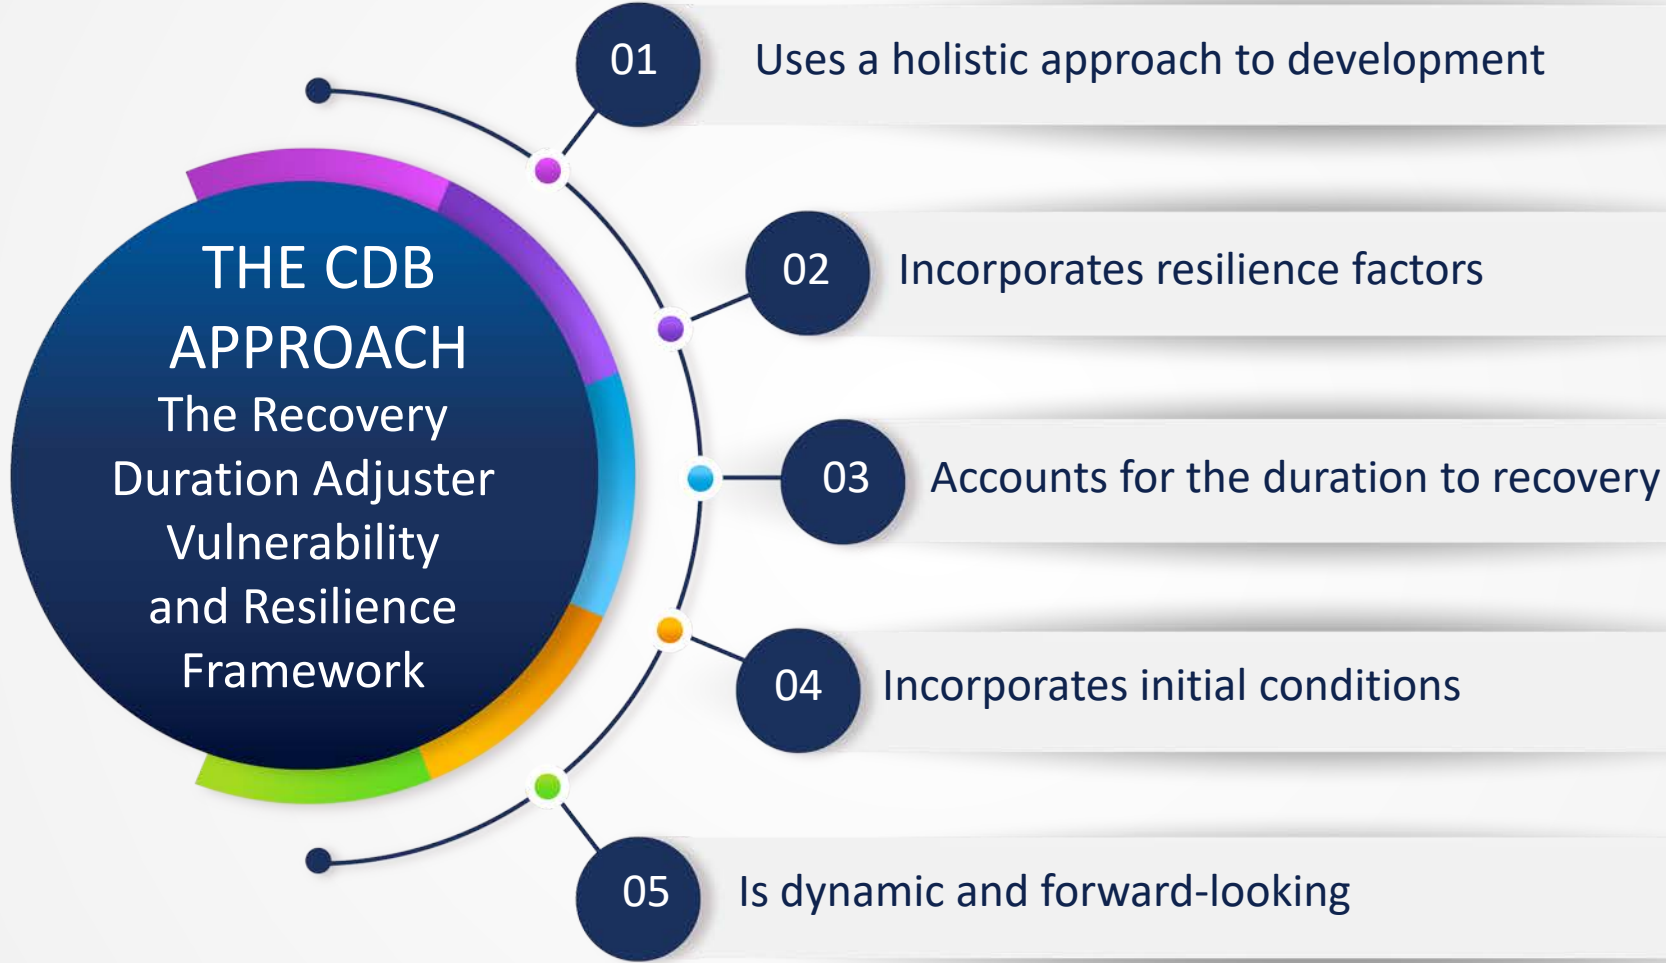 THE CDB
APPROACH
The Recovery
Duration Adjuster
Vulnerability
and Resilience
Framework
01 Uses a holistic approach to development
02 Incorporates resilience factors
03 Accounts for the duration to recovery
04 Incorporates initial conditions
05 Is dynamic and forward-looking